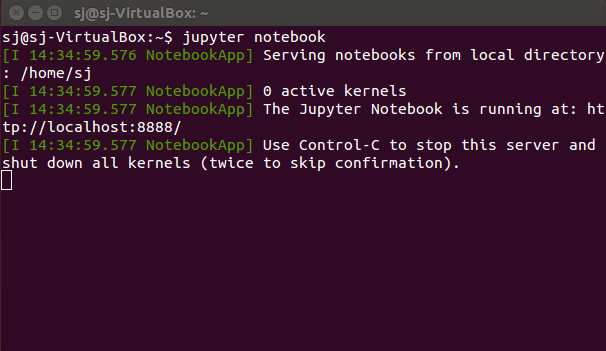 sj@sj-VirtualBox: ~
sj@sj-VirtualBox:~$ jupyter notebook
[I 14:34:59.576 NotebookApp] Serving notebooks from local directory
: /home/sj
[I 14:34:59.577 NotebookApp] 0 active kernels
[I 14:34:59.577 NotebookApp] The Jupyter Notebook is running at: ht
tp://localhost:8888/
[I 14:34:59.577 NotebookApp] Use Control-C to stop this server and
shut down all kernels (twice to skip confirmation).